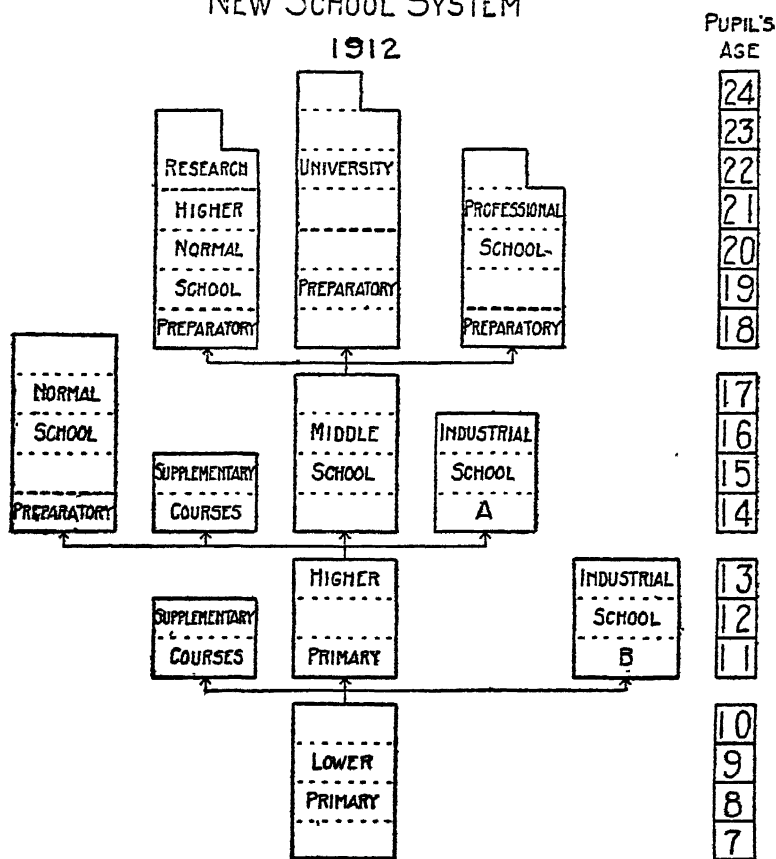 NEW SCHOOL SYSTEM
1912
PUPIL'S
AGE
24
23
22
21
20
19
18
17
16
15
14
13
12
11
10
9
8
7
RESEARCH
HIGHER
NORMAL
SCHOOL
PREPARATORY
UNIVERSITY
PREPARATORY
PROFESSIONAL
SCHOOL
PREPARATORY
NORMAL
SCHOOL
PREPARATORY
SUPPLEMENTARY
COURSES
MIDDLE
SCHOOL
INDUSTRIAL
SCHOOL
A
SUPPLEMENTARY
COURSES
HIGHER
PRIMARY
INDUSTRIAL
SCHOOL
B
LOWER
PRIMARY